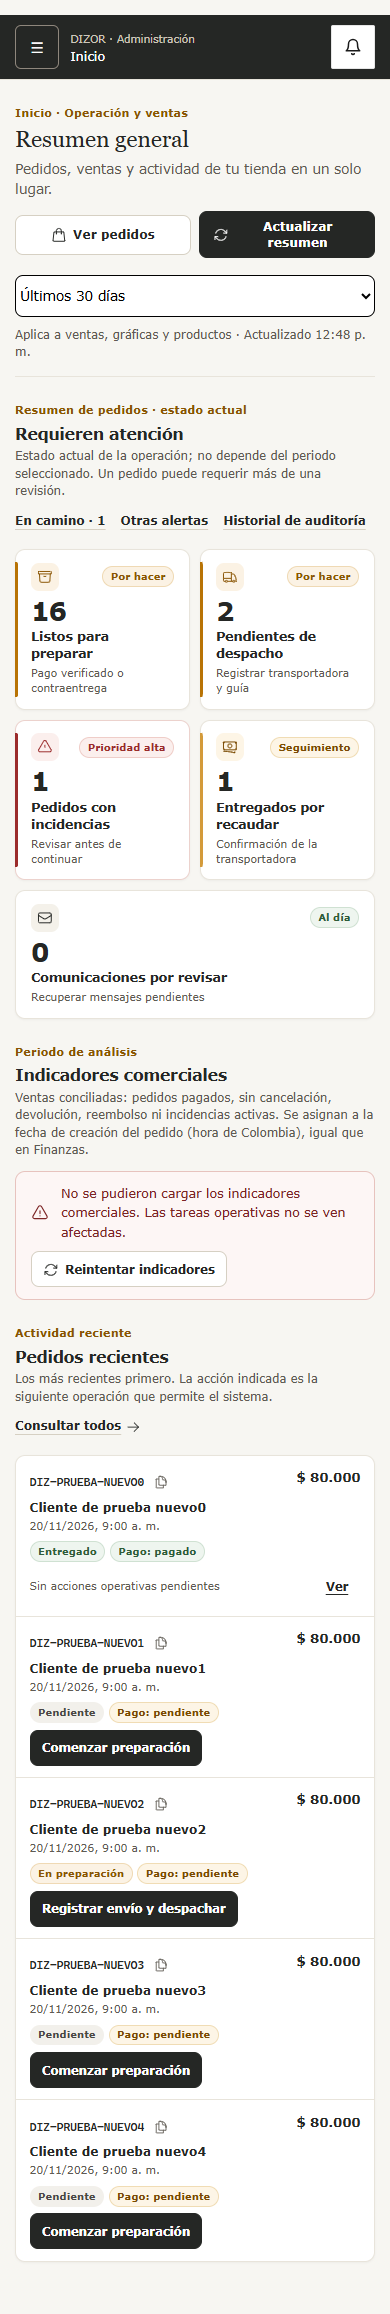 DIZOR · Administración
Inicio
Inicio · Operación y ventas
Resumen general
Pedidos, ventas y actividad de tu tienda en un solo
lugar.
Ver pedidos
Actualizar
resumen
Últimos 30 días
Aplica a ventas, gráficas y productos · Actualizado 12:48 p.
m.
Resumen de pedidos · estado actual
Requieren atención
Estado actual de la operación; no depende del periodo
seleccionado. Un pedido puede requerir más de una
revisión.
En camino · 1
Otras alertas
Historial de auditoría
Por hacer
16
Listos para
preparar
Pago verificado o
contraentrega
Por hacer
2
Pendientes de
despacho
Registrar transportadora
y guía
Prioridad alta
1
Pedidos con
incidencias
Revisar antes de
continuar
Seguimiento
1
Entregados por
recaudar
Confirmación de la
transportadora
Al día
0
Comunicaciones por revisar
Recuperar mensajes pendientes
Periodo de análisis
Indicadores comerciales
Ventas conciliadas: pedidos pagados, sin cancelación,
devolución, reembolso ni incidencias activas. Se asignan a la
fecha de creación del pedido (hora de Colombia), igual que
en Finanzas.
No se pudieron cargar los indicadores
comerciales. Las tareas operativas no se ven
afectadas.
Reintentar indicadores
Actividad reciente
Pedidos recientes
Los más recientes primero. La acción indicada es la
siguiente operación que permite el sistema.
Consultar todos →
DIZ-PRUEBA-NUEVO0
$ 80.000
Cliente de prueba nuevo0
20/11/2026, 9:00 a. m.
Entregado
Pago: pagado
Sin acciones operativas pendientes
Ver
DIZ-PRUEBA-NUEVO1
$ 80.000
Cliente de prueba nuevo1
20/11/2026, 9:00 a. m.
Pendiente
Pago: pendiente
Comenzar preparación
DIZ-PRUEBA-NUEVO2
$ 80.000
Cliente de prueba nuevo2
20/11/2026, 9:00 a. m.
En preparación
Pago: pendiente
Registrar envío y despachar
DIZ-PRUEBA-NUEVO3
$ 80.000
Cliente de prueba nuevo3
20/11/2026, 9:00 a. m.
Pendiente
Pago: pendiente
Comenzar preparación
DIZ-PRUEBA-NUEVO4
$ 80.000
Cliente de prueba nuevo4
20/11/2026, 9:00 a. m.
Pendiente
Pago: pendiente
Comenzar preparación